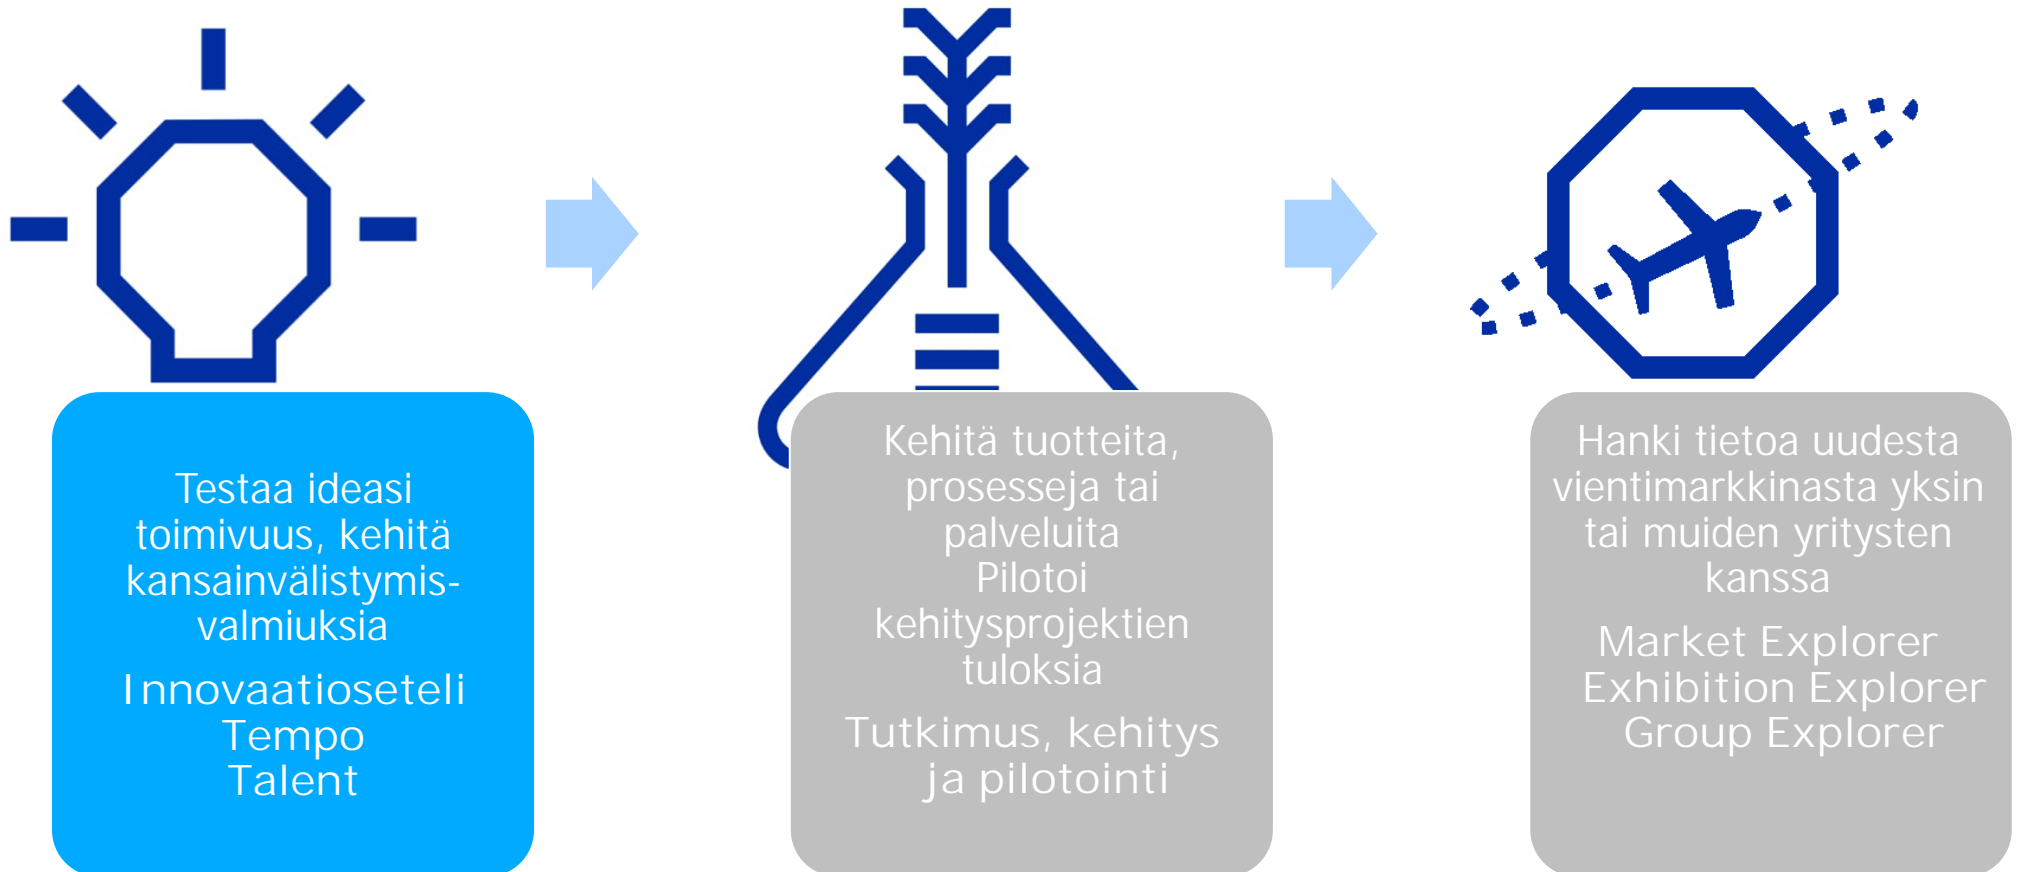 Testaa ideasi
toimivuus, kehitä
kansainvälistymis-
valmiuksia
Innovaatioseteli
Tempo
Talent
Kehitä tuotteita,
prosesseja tai
palveluita
Pilotoi
kehitysprojektien
tuloksia
Tutkimus, kehitys
ja pilotointi
Hanki tietoa uudesta
vientimarkkinasta yksin
tai muiden yritysten
kanssa
Market Explorer
Exhibition Explorer
Group Explorer